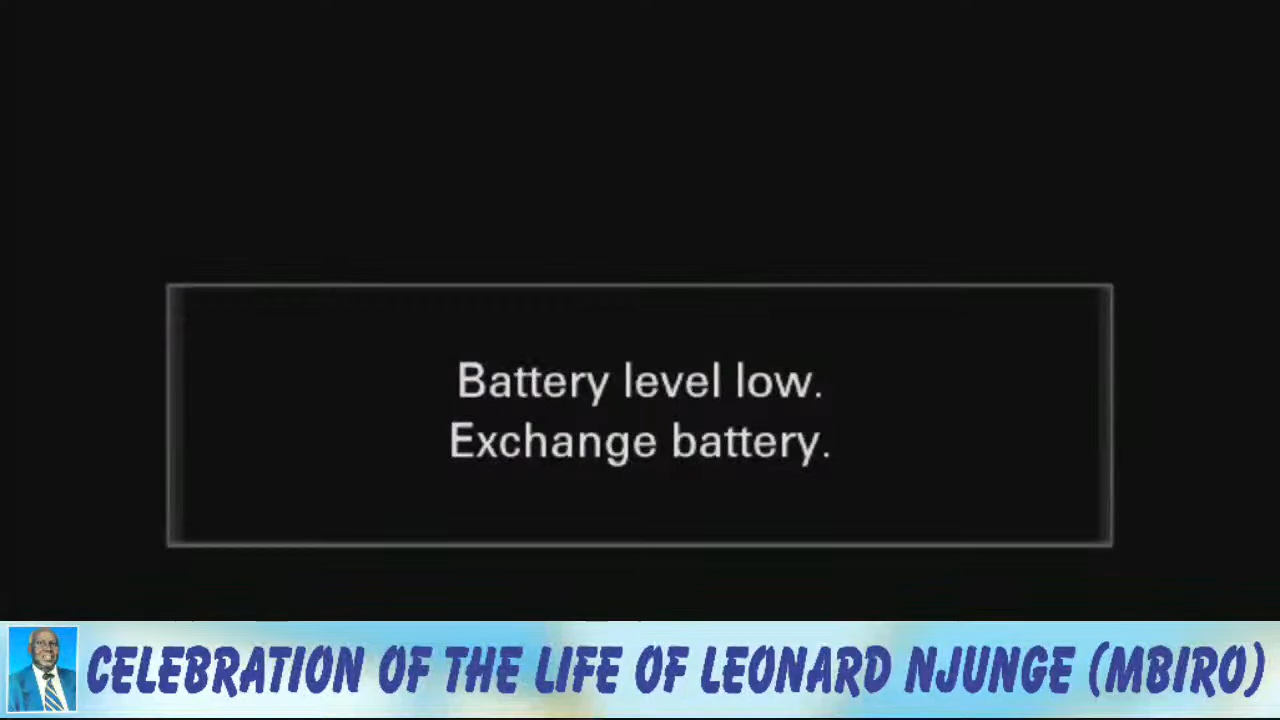 Battery level low.
Exchange battery.
CELEBRATION OF THE LIFE OF LEONARD NJUNGE (MBIRO)